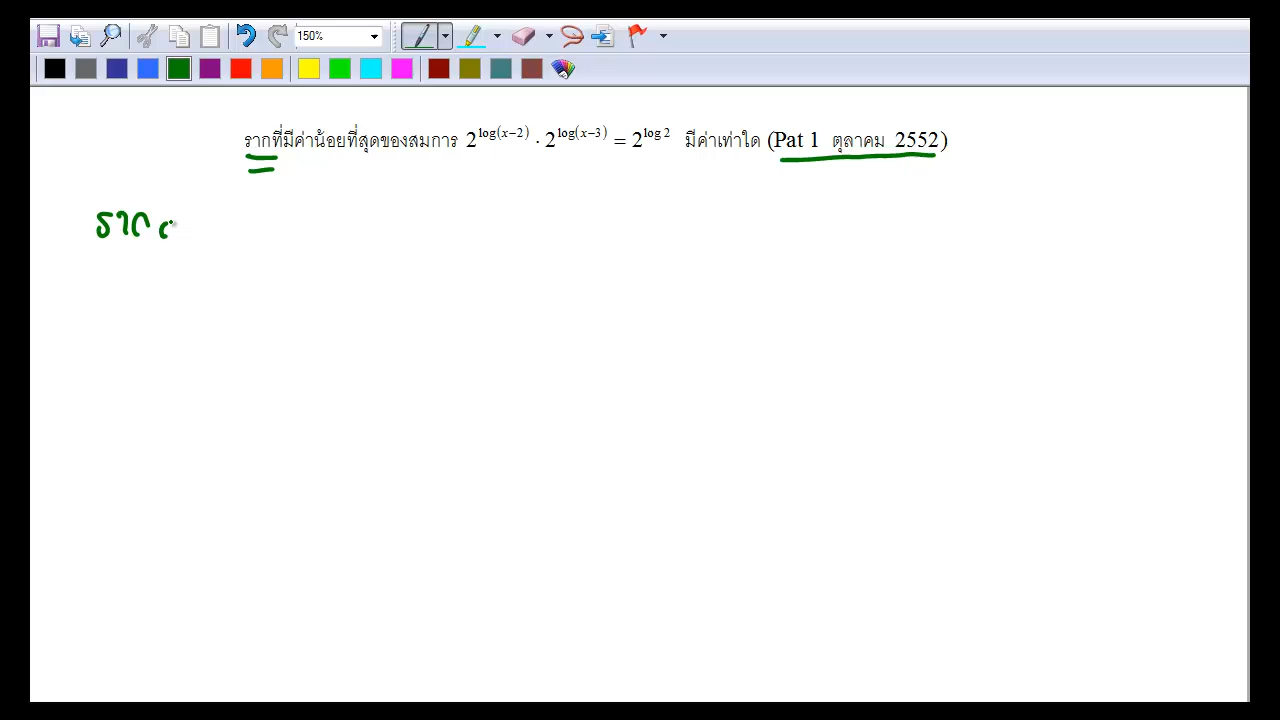 150%
รากที่มีค่าน้อยที่สุดของสมการ 2^{log(x−2)} · 2^{log(x−3)} = 2^{log 2} มีค่าเท่าใด (Pat 1 ตุลาคม 2552)
ราก